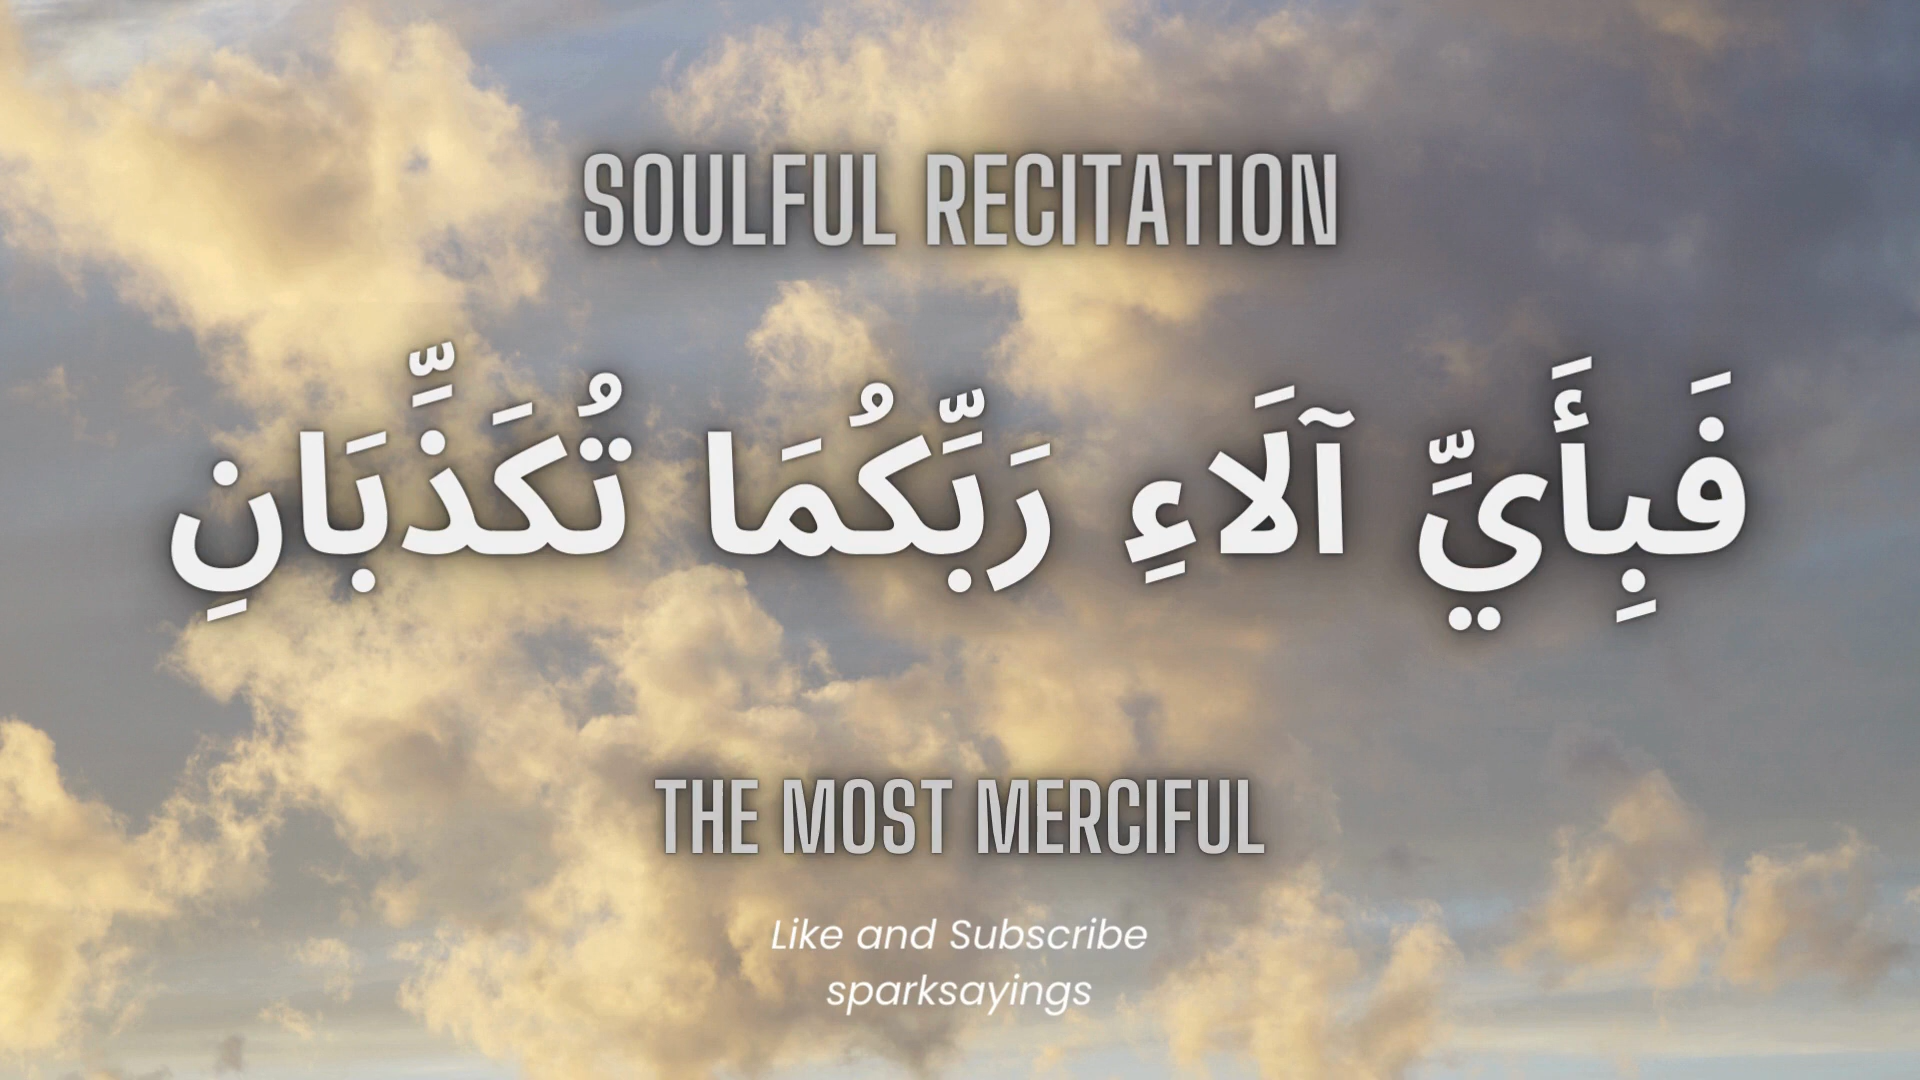 SOULFUL RECITATION
فَبِأَيِّ آلَاءِ رَبِّكُمَا تُكَذِّبَانِ
THE MOST MERCIFUL
Like and Subscribe
sparksayings